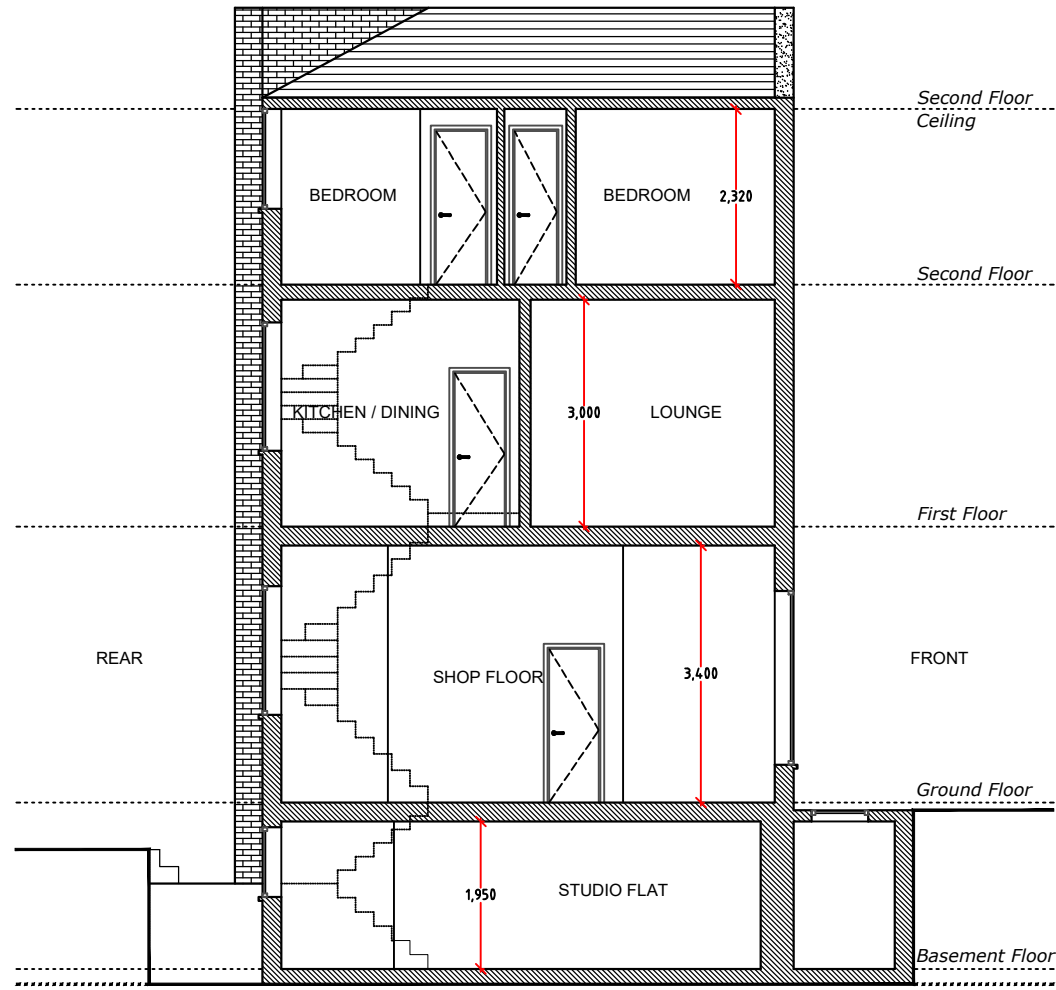 Second Floor
Ceiling
BEDROOM
BEDROOM
2,320
Second Floor
KITCHEN / DINING
3,000
LOUNGE
First Floor
REAR
SHOP FLOOR
3,400
FRONT
Ground Floor
1,950
STUDIO FLAT
Basement Floor